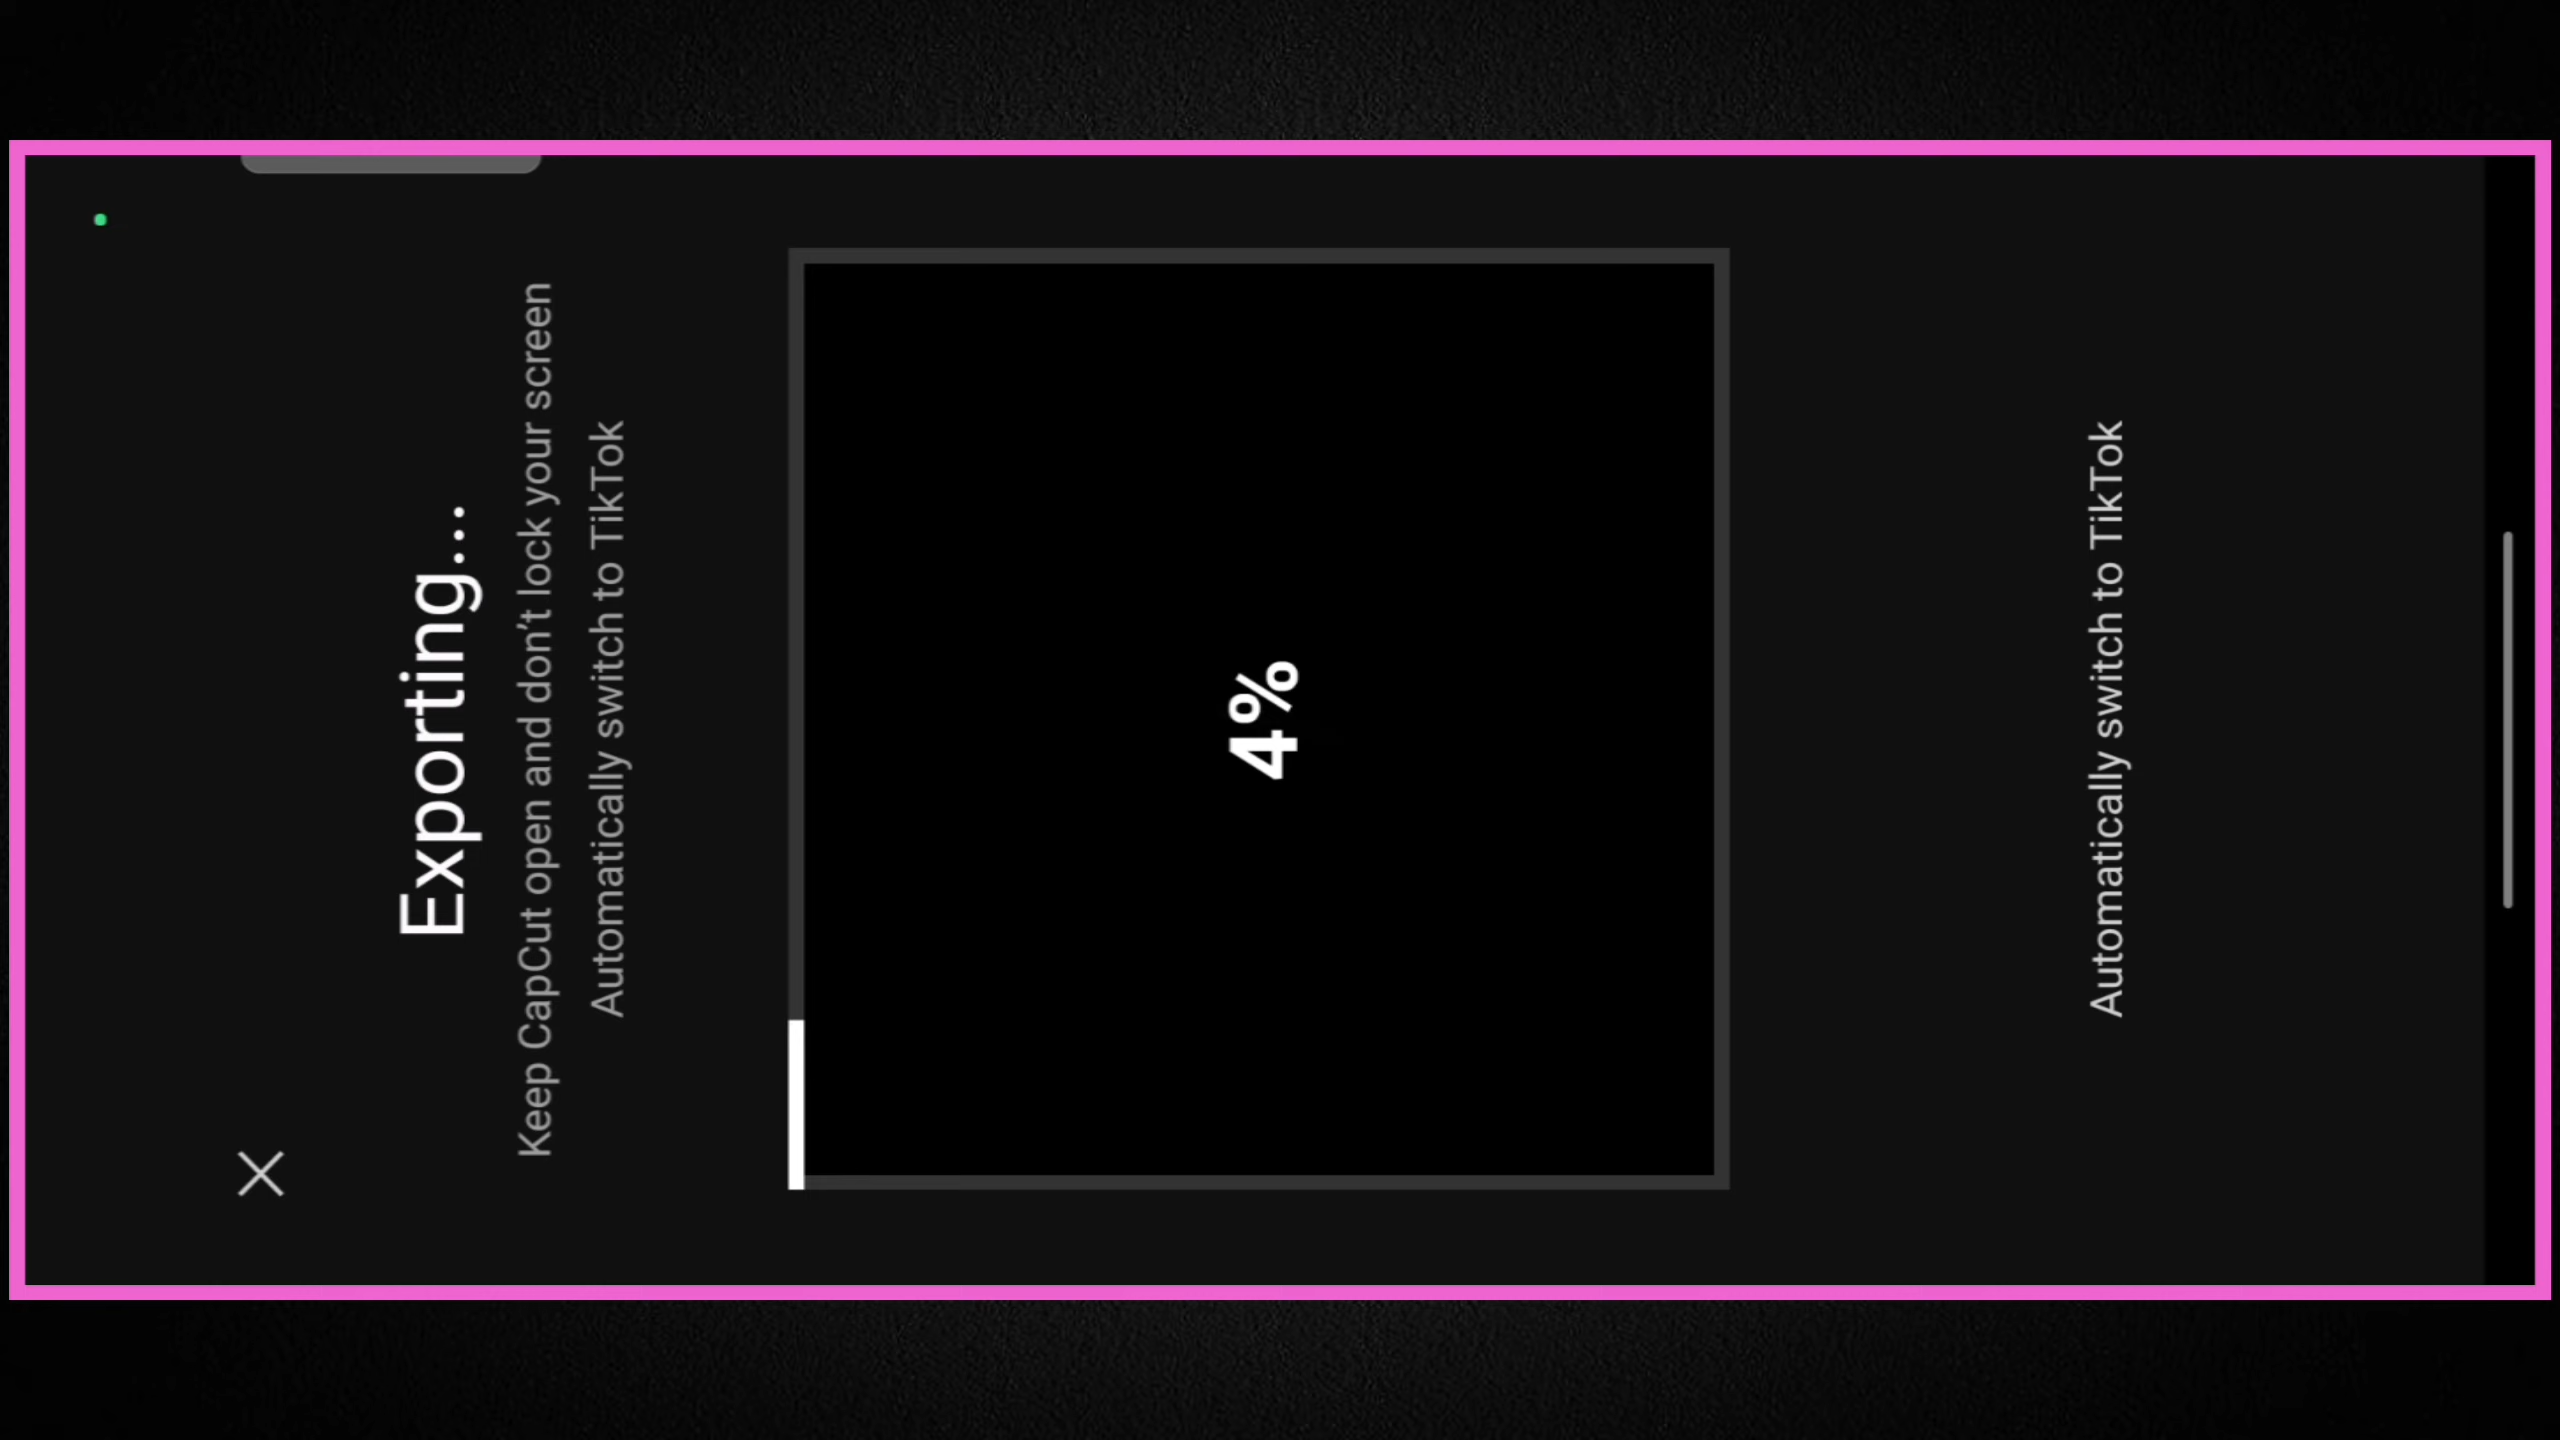 Exporting...
Keep CapCut open and don't lock your screen
Automatically switch to TikTok
4%
Automatically switch to TikTok